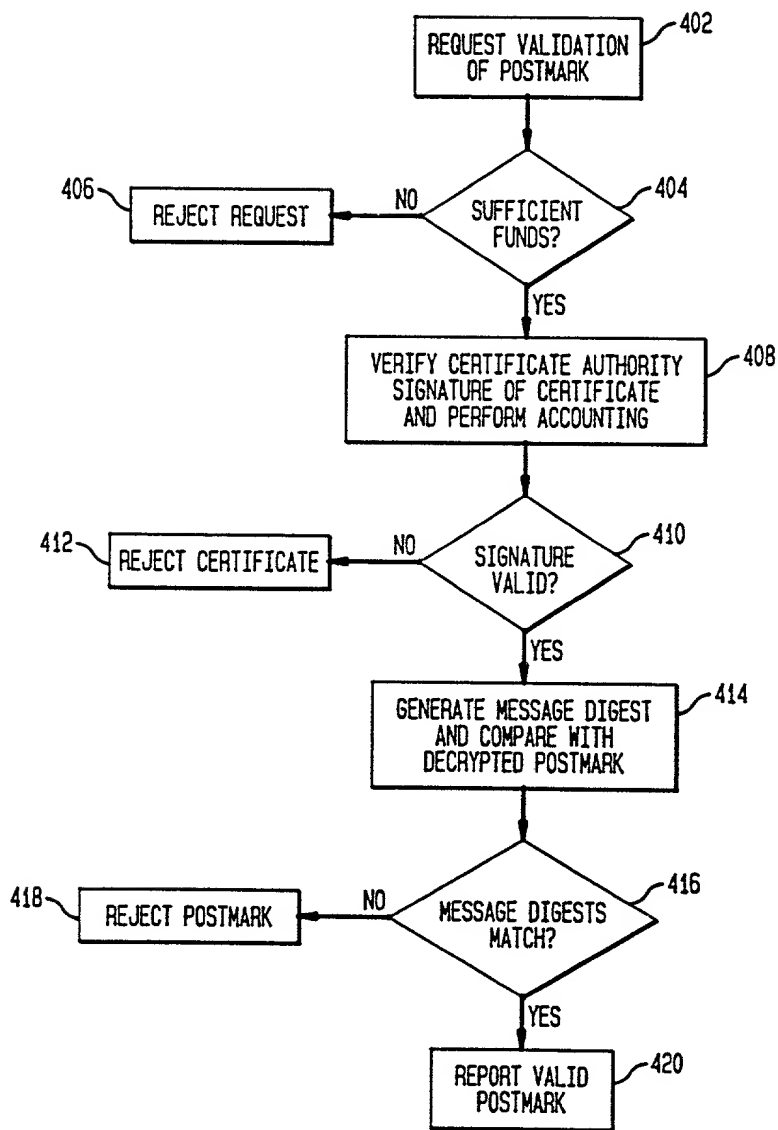 REQUEST VALIDATION
OF POSTMARK
402
SUFFICIENT
FUNDS?
404
NO
REJECT REQUEST
406
YES
VERIFY CERTIFICATE AUTHORITY
SIGNATURE OF CERTIFICATE
AND PERFORM ACCOUNTING
408
SIGNATURE
VALID?
410
NO
REJECT CERTIFICATE
412
YES
GENERATE MESSAGE DIGEST
AND COMPARE WITH
DECRYPTED POSTMARK
414
MESSAGE DIGESTS
MATCH?
416
NO
REJECT POSTMARK
418
YES
REPORT VALID
POSTMARK
420